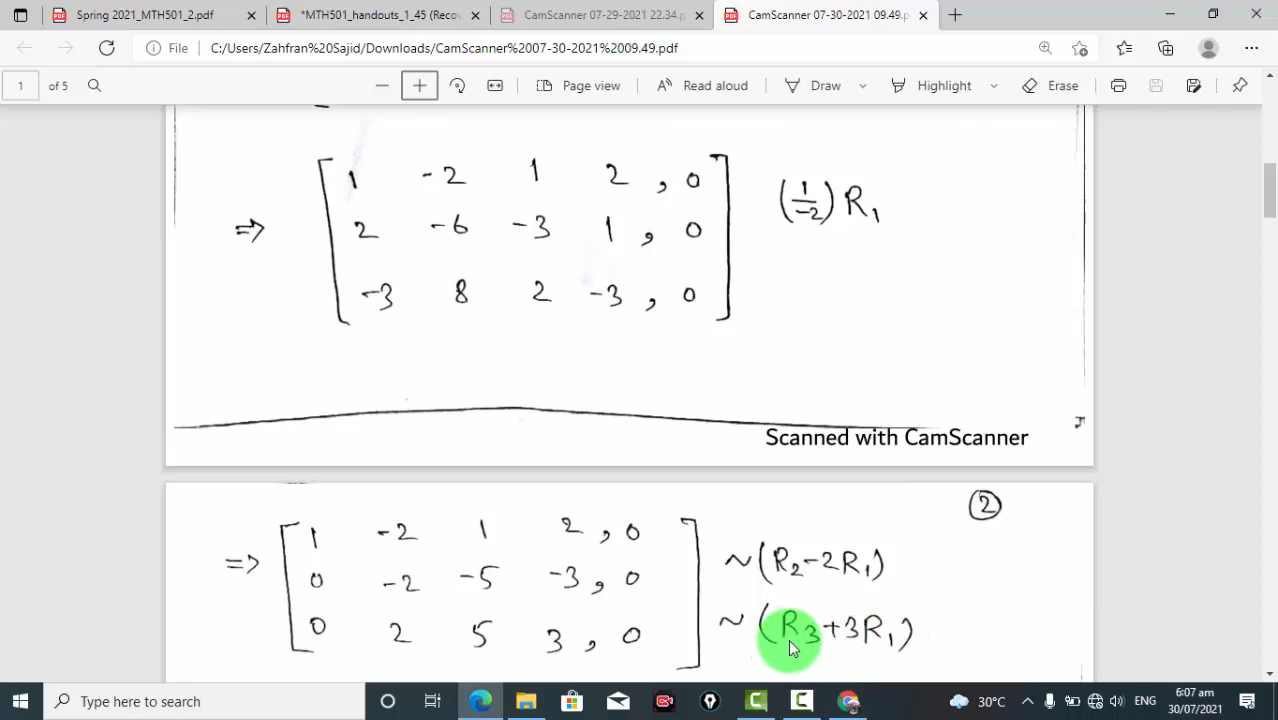 Spring 2021_MTH501_2.pdf
*MTH501_handouts_1_45 (Recov
CamScanner 07-29-2021 22.34.p
CamScanner 07-30-2021 09.49.p
File C:/Users/Zahfran%20Sajid/Downloads/CamScanner%2007-30-2021%2009.49.pdf
1 of 5 Page view Read aloud Draw Highlight Erase
1 -2 1 2 , 0
=> 2 -6 -3 1 , 0 (1/-2) R1
-3 8 2 -3 , 0
Scanned with CamScanner
2
1 -2 1 2 , 0
=> 0 -2 -5 -3 , 0 ~(R2-2R1)
0 2 5 3 , 0 ~(R3+3R1)
Type here to search
30°C ENG
6:07 am
30/07/2021